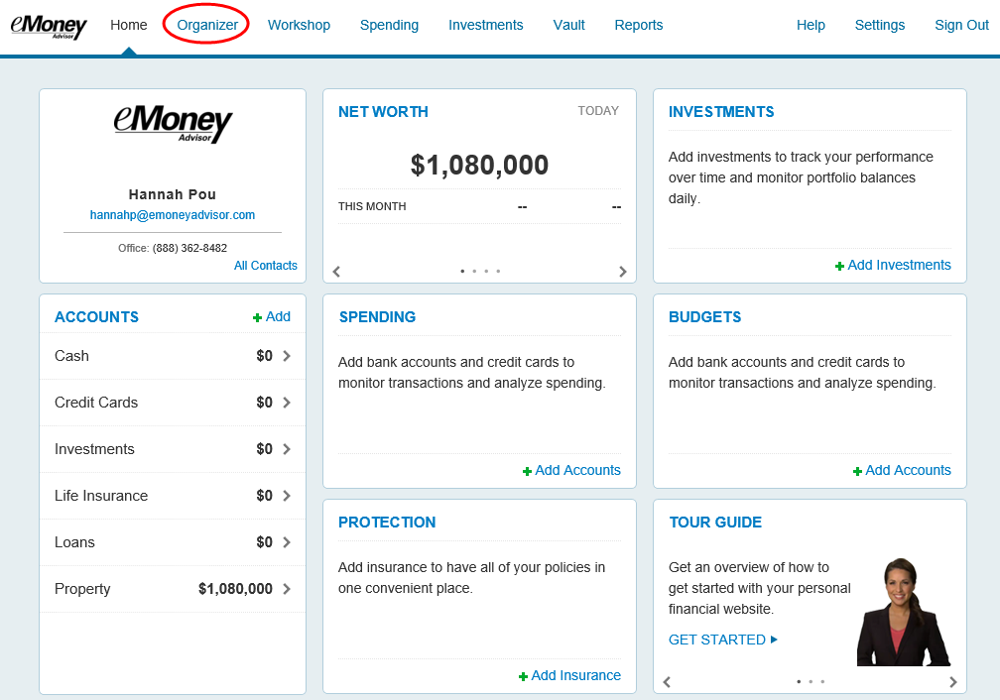 eMoney Advisor
Home Organizer Workshop Spending Investments Vault Reports Help Settings Sign Out
eMoney
Advisor
Hannah Pou
hannahp@emoneyadvisor.com
Office: (888) 362-8482
All Contacts
NET WORTH TODAY
$1,080,000
THIS MONTH -- --
INVESTMENTS
Add investments to track your performance
over time and monitor portfolio balances
daily.
+ Add Investments
ACCOUNTS + Add
Cash $0
Credit Cards $0
Investments $0
Life Insurance $0
Loans $0
Property $1,080,000
SPENDING
Add bank accounts and credit cards to
monitor transactions and analyze spending.
+ Add Accounts
BUDGETS
Add bank accounts and credit cards to
monitor transactions and analyze spending.
+ Add Accounts
PROTECTION
Add insurance to have all of your policies in
one convenient place.
+ Add Insurance
TOUR GUIDE
Get an overview of how to
get started with your personal
financial website.
GET STARTED